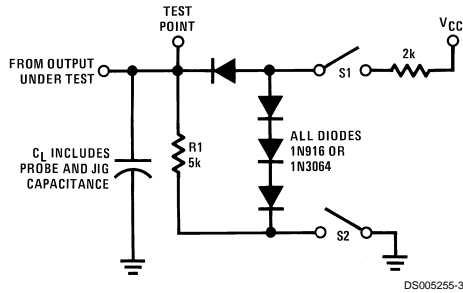 TEST
POINT
VCC
FROM OUTPUT
UNDER TEST
S1
2k
CL INCLUDES
PROBE AND JIG
CAPACITANCE
R1
5k
ALL DIODES
1N916 OR
1N3064
S2
DS005255-3